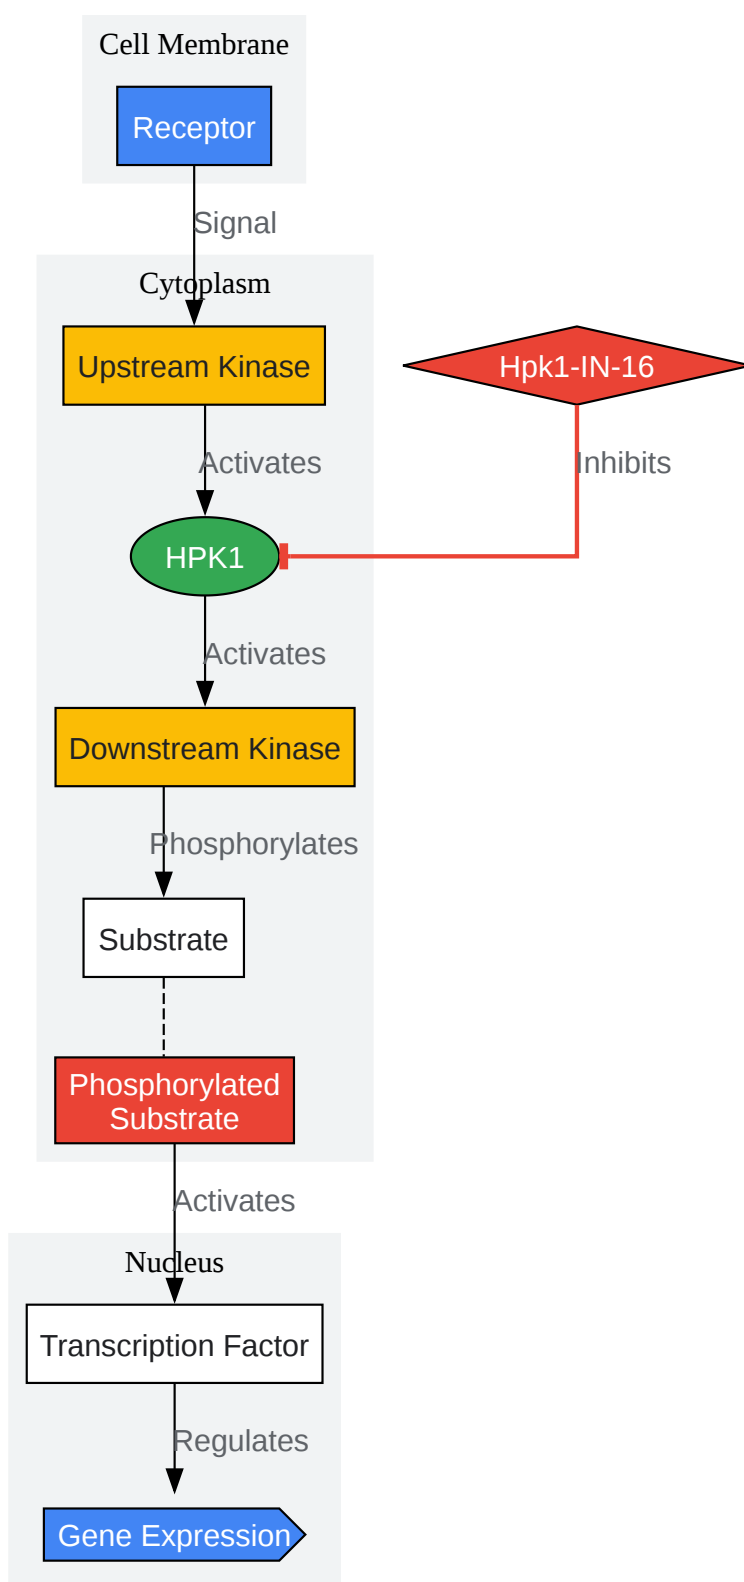 Cell Membrane
Receptor
Signal
Cytoplasm
Upstream Kinase
Hpk1-IN-16
Activates
Inhibits
HPK1
Activates
Downstream Kinase
Phosphorylates
Substrate
Phosphorylated
Substrate
Activates
Nucleus
Transcription Factor
Regulates
Gene Expression